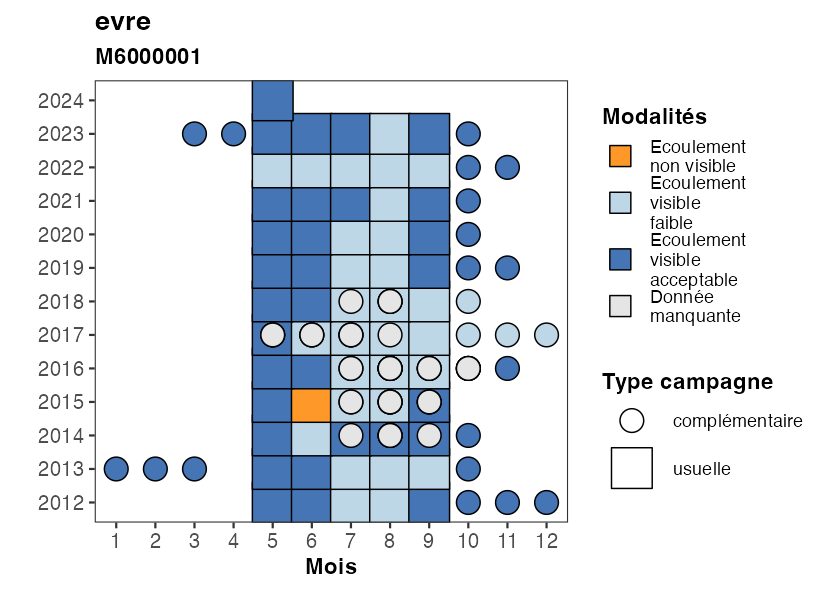 evre
M6000001
2024
2023
2022
2021
2020
2019
2018
2017
2016
2015
2014
2013
2012
1 2 3 4 5 6 7 8 9 10 11 12
Mois
Modalités
Ecoulement
non visible
Ecoulement
visible
faible
Ecoulement
visible
acceptable
Donnée
manquante
Type campagne
complémentaire
usuelle